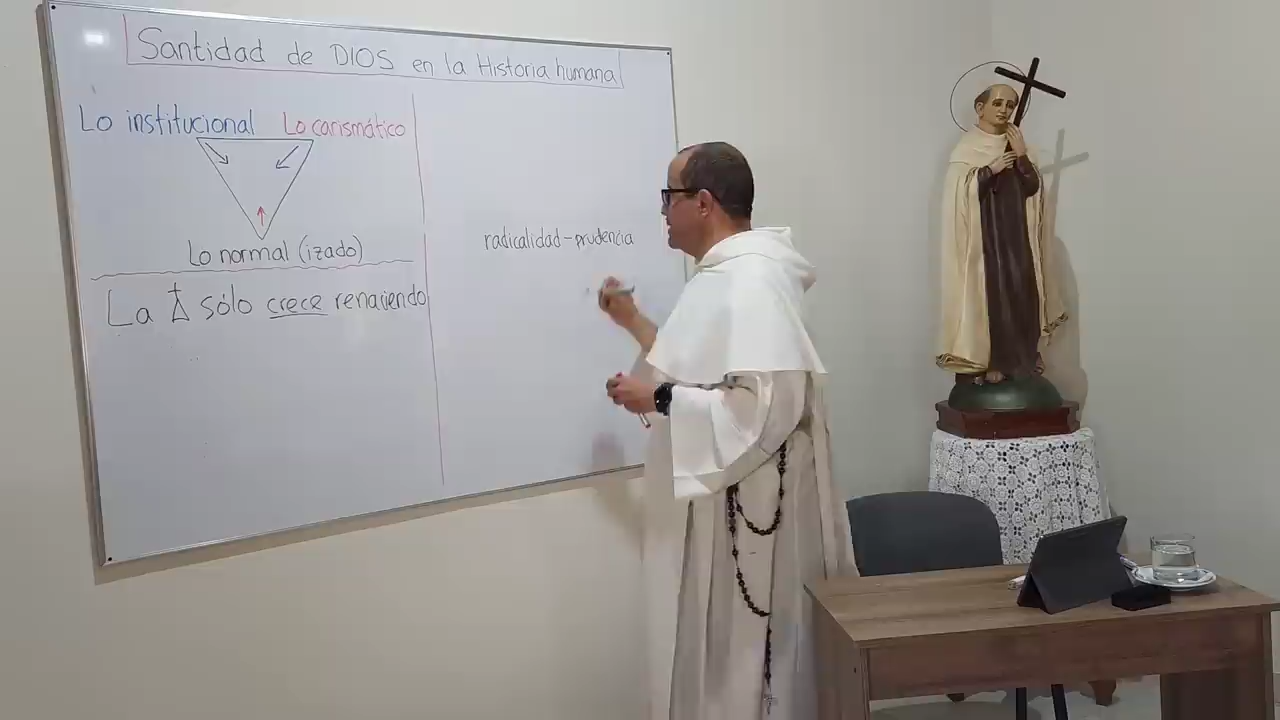 Santidad de DIOS en la Historia humana
Lo institucional
Lo carismático
Lo normal (izado)
La sólo crece renaciendo
radicalidad-prudencia